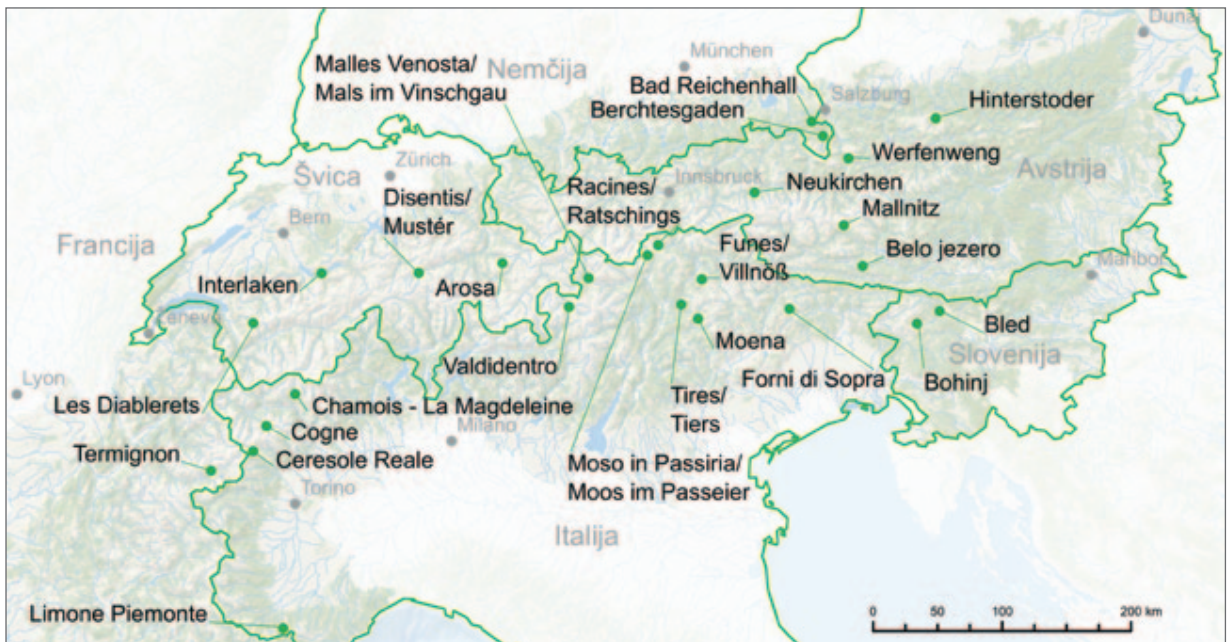 Dunaj
München
Nemčija
Malles Venosta/
Mals im Vinschgau
Bad Reichenhall
Berchtesgaden
Salzburg
Hinterstoder
Werfenweng
Avstrija
Zürich
Švica
Disentis/
Mustér
Racines/
Ratschings
Innsbruck
Neukirchen
Mallnitz
Bern
Francija
Funes/
Villnöß
Belo jezero
Maribor
Interlaken
Arosa
Ženeva
Valdidentro
Moena
Bled
Slovenija
Bohinj
Forni di Sopra
Lyon
Les Diablerets
Chamois - La Magdeleine
Tires/
Tiers
Cogne
Milano
Termignon
Ceresole Reale
Moso in Passiria/
Moos im Passeier
Torino
Italija
Limone Piemonte
0 50 100 200 km